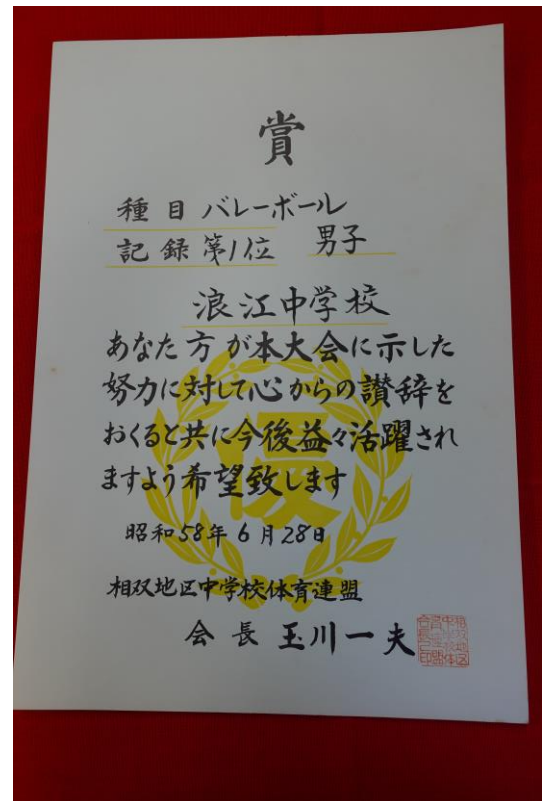 賞
種目 バレーボール
記録 第1位 男子
浪江中学校
あなた方が本大会に示した
努力に対して心からの讃辞を
おくると共に今後益々活躍され
ますよう希望致します
優
昭和58年6月28日
相双地区中学校体育連盟
会長 玉川一夫